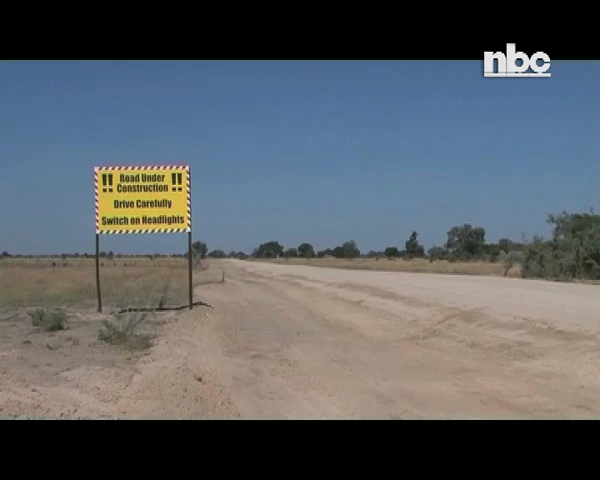 nbc
!! Road Under !!
Construction
Drive Carefully
Switch on Headlights